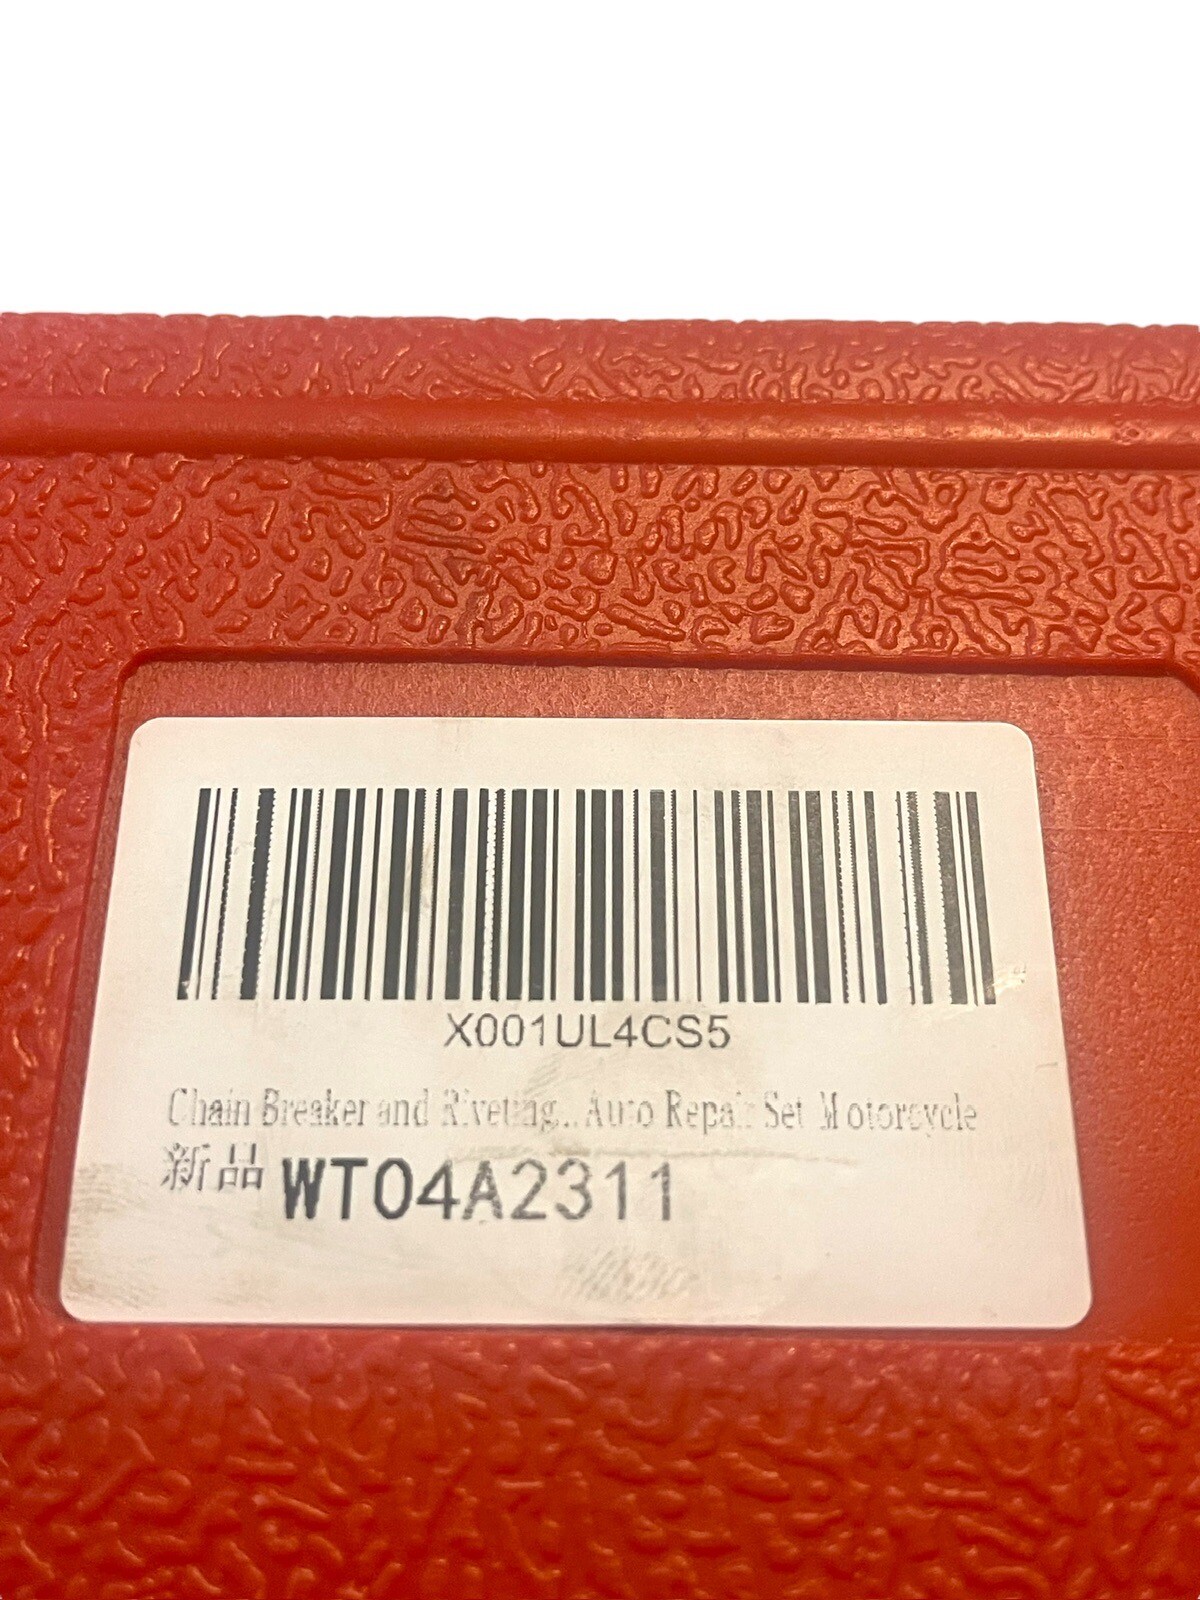 X001UL4CS5
Chain Breaker and Riveting...Auto Repair Set Motorcycle
新品 WT04A2311